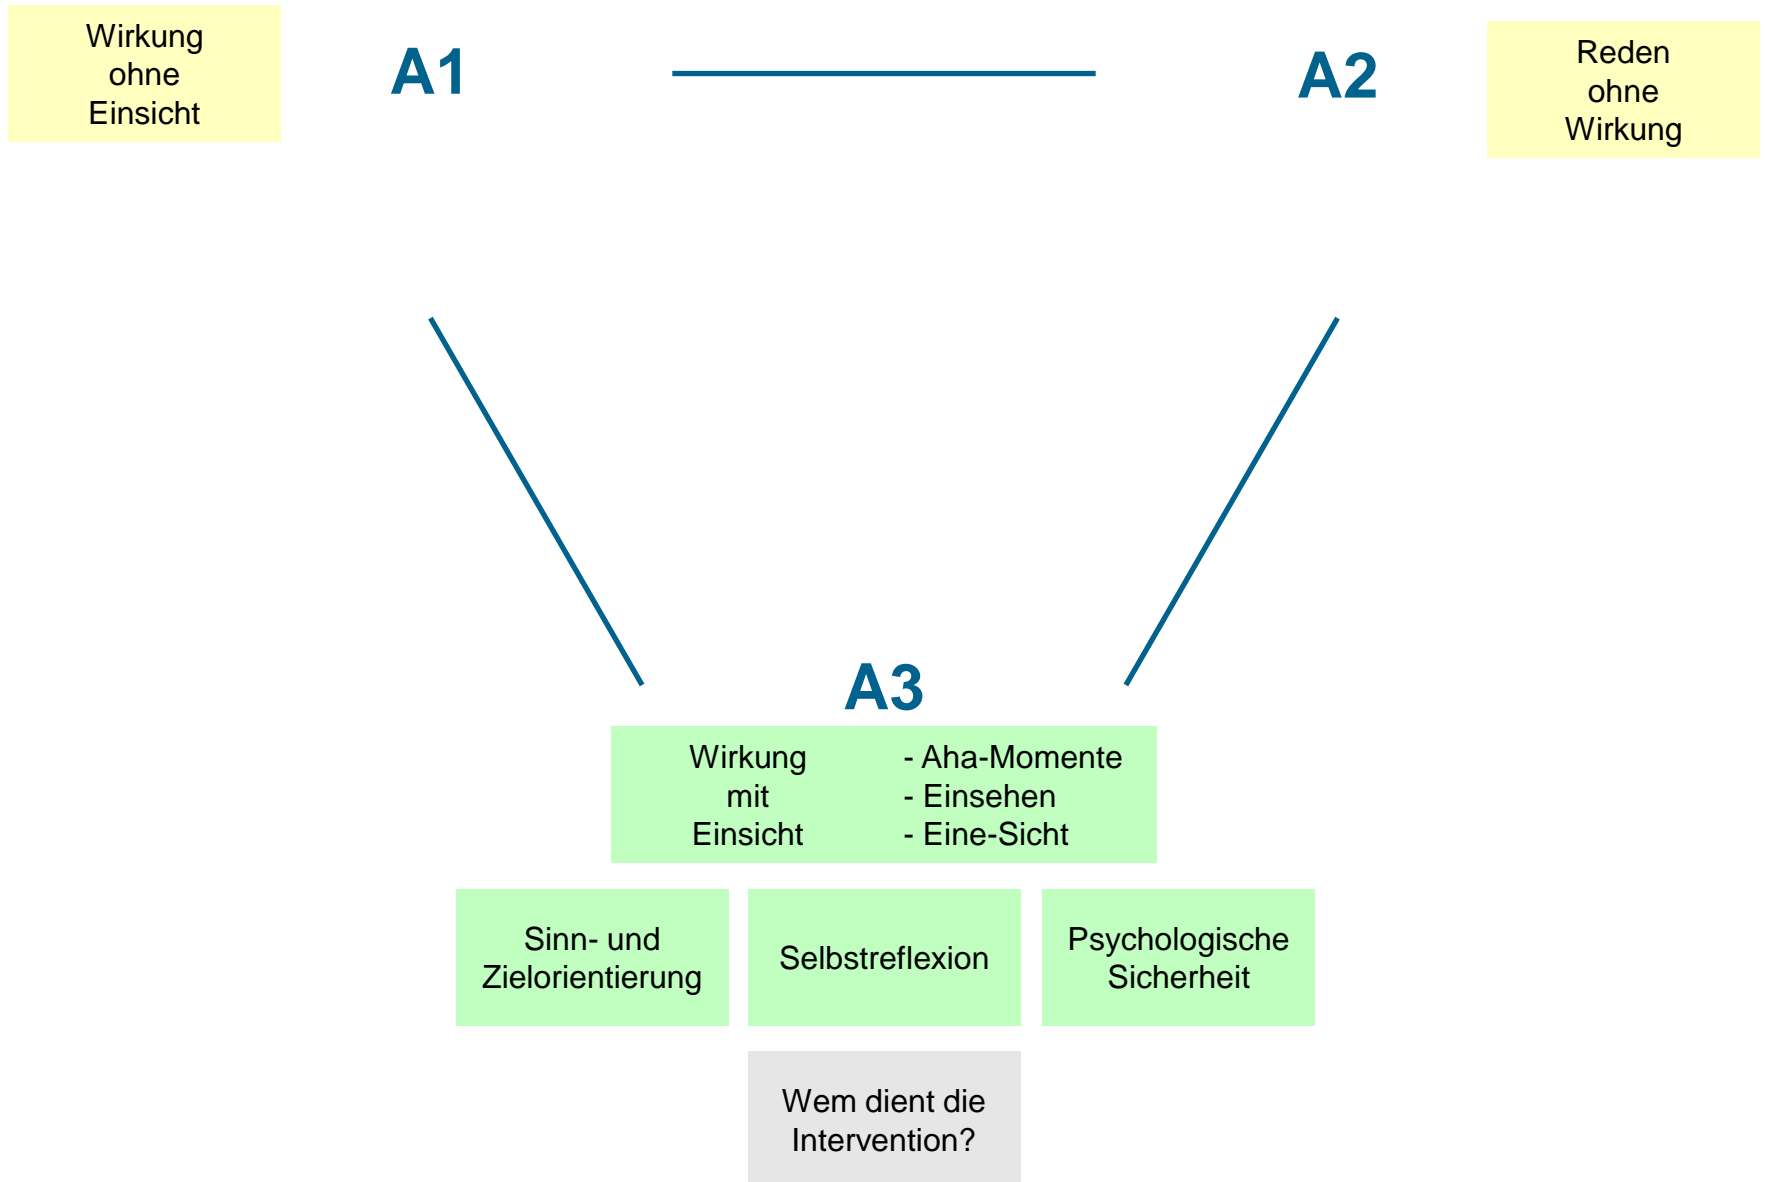 Wirkung
ohne
Einsicht
A1
A2
Reden
ohne
Wirkung
A3
Wirkung
mit
Einsicht
- Aha-Momente
- Einsehen
- Eine-Sicht
Sinn- und
Zielorientierung
Selbstreflexion
Psychologische
Sicherheit
Wem dient die
Intervention?